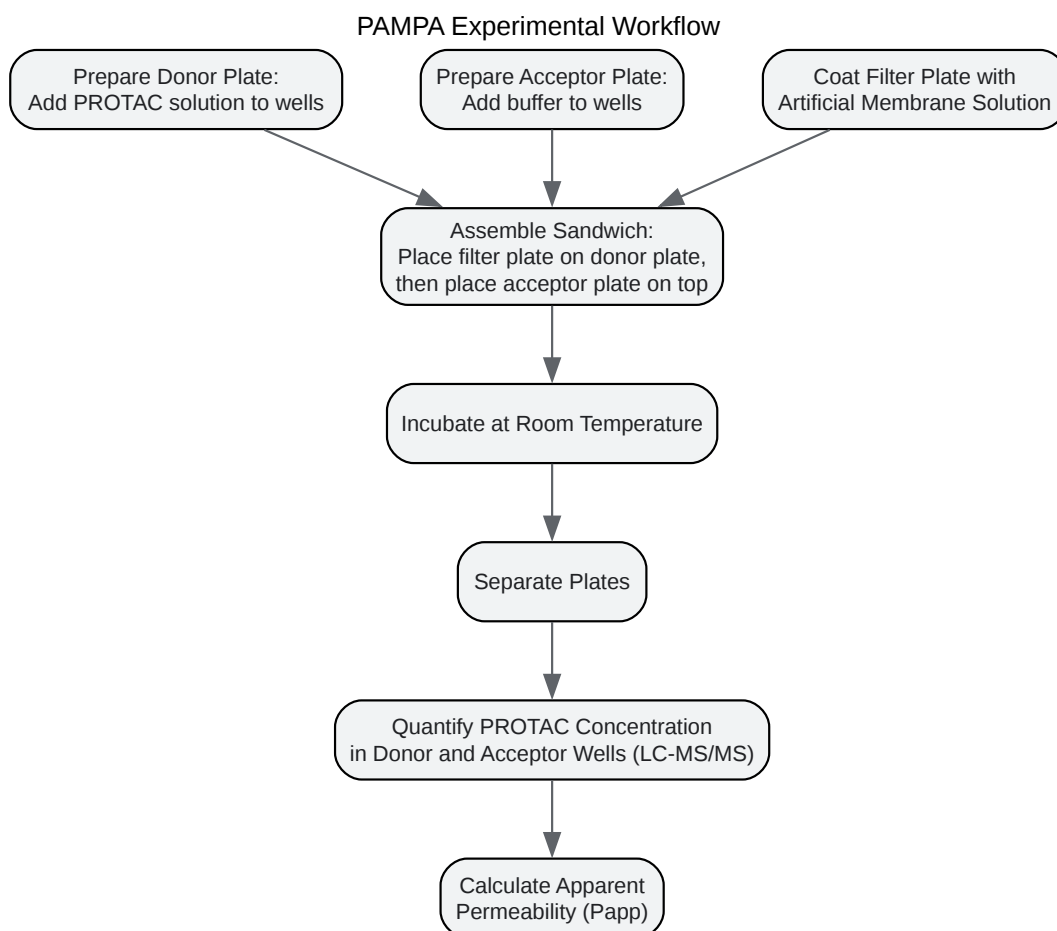 PAMPA Experimental Workflow
Prepare Donor Plate:
Add PROTAC solution to wells
Prepare Acceptor Plate:
Add buffer to wells
Coat Filter Plate with
Artificial Membrane Solution
Assemble Sandwich:
Place filter plate on donor plate,
then place acceptor plate on top
Incubate at Room Temperature
Separate Plates
Quantify PROTAC Concentration
in Donor and Acceptor Wells (LC-MS/MS)
Calculate Apparent
Permeability (Papp)